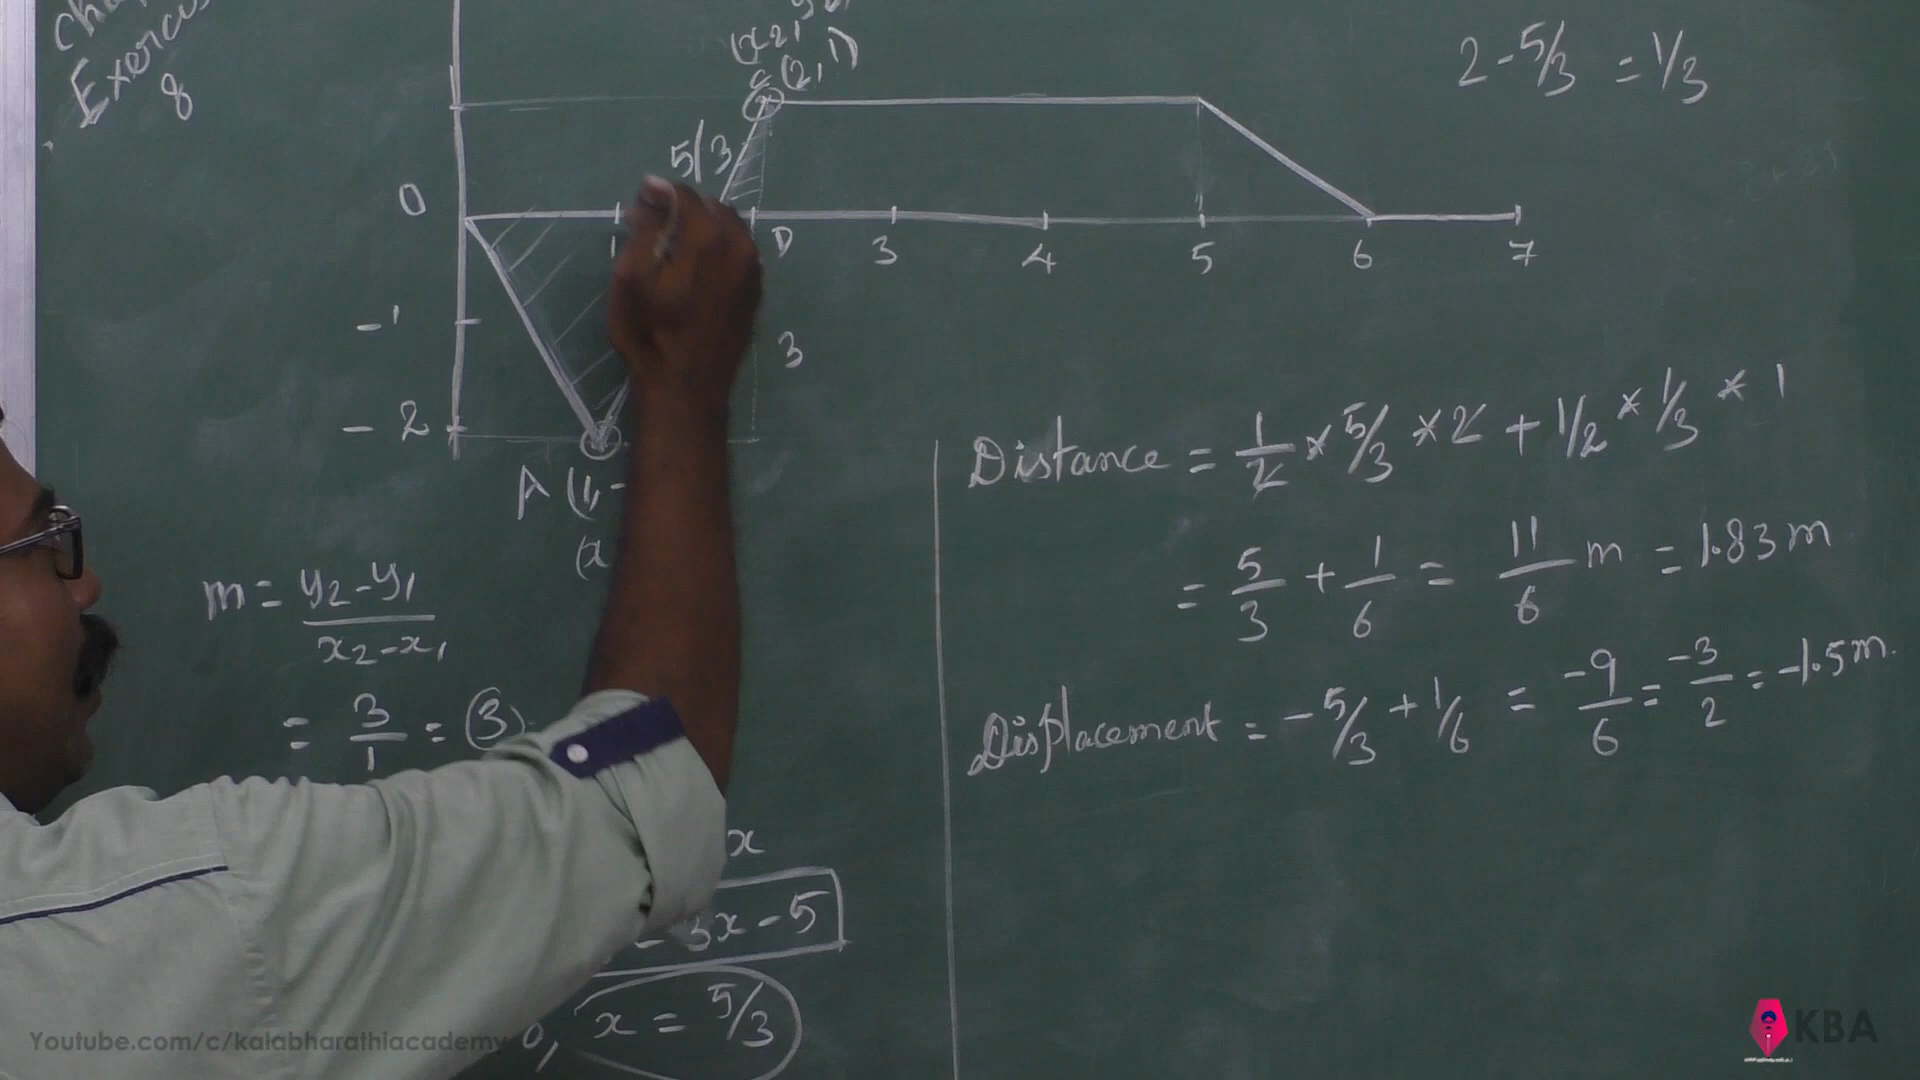 Exercis
8
(x2,
C (2, 1)
2 - 5/3 = 1/3
5/3
0
1 D 3 4 5 6 7
-1
3
-2
A (1, -
(x
Distance = 1/2 * 5/3 * 2 + 1/2 * 1/3 * 1
= 5/3 + 1/6 = 11/6 m = 1.83 m
Displacement = -5/3 + 1/6 = -9/6 = -3/2 = -1.5 m.
m = y2 - y1 / x2 - x1
= 3/1 = 3
x
= 3x - 5
0, x = 5/3
Youtube.com/c/kalabharathiacademy
KBA